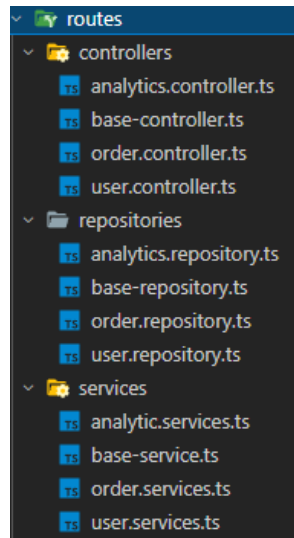 routes
controllers
TS analytics.controller.ts
TS base-controller.ts
TS order.controller.ts
TS user.controller.ts
repositories
TS analytics.repository.ts
TS base-repository.ts
TS order.repository.ts
TS user.repository.ts
services
TS analytic.services.ts
TS base-service.ts
TS order.services.ts
TS user.services.ts